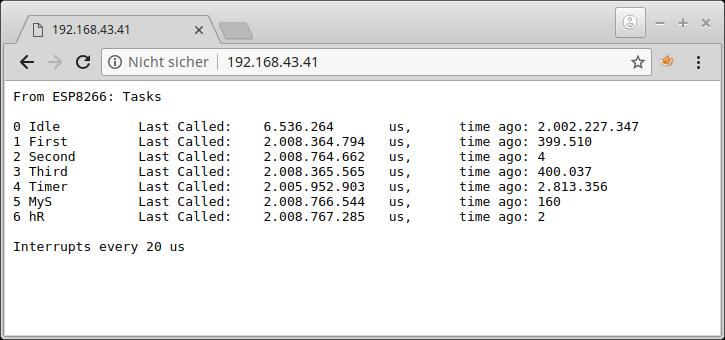 192.168.43.41
Nicht sicher 192.168.43.41
From ESP8266: Tasks
0 Idle Last Called: 6.536.264 us, time ago: 2.002.227.347
1 First Last Called: 2.008.364.794 us, time ago: 399.510
2 Second Last Called: 2.008.764.662 us, time ago: 4
3 Third Last Called: 2.008.365.565 us, time ago: 400.037
4 Timer Last Called: 2.005.952.903 us, time ago: 2.813.356
5 MyS Last Called: 2.008.766.544 us, time ago: 160
6 hR Last Called: 2.008.767.285 us, time ago: 2
Interrupts every 20 us